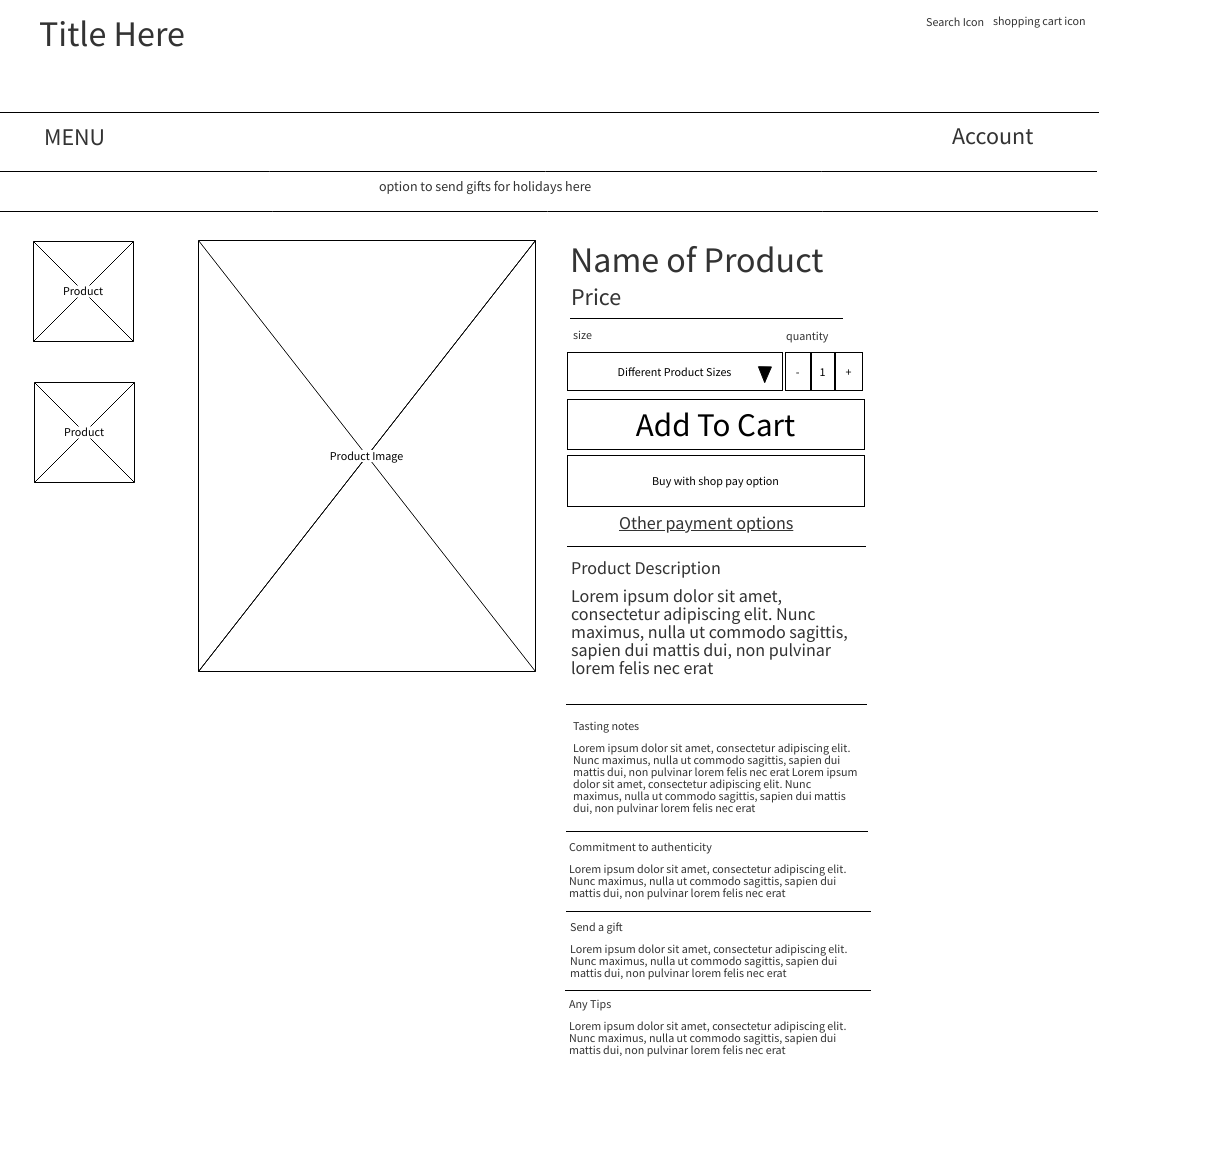 Title Here
Search Icon
shopping cart icon
MENU
Account
option to send gifts for holidays here
Product
Product
Product Image
Name of Product
Price
size
quantity
Different Product Sizes
- 1 +
Add To Cart
Buy with shop pay option
Other payment options
Product Description
Lorem ipsum dolor sit amet,
consectetur adipiscing elit. Nunc
maximus, nulla ut commodo sagittis,
sapien dui mattis dui, non pulvinar
lorem felis nec erat
Tasting notes
Lorem ipsum dolor sit amet, consectetur adipiscing elit.
Nunc maximus, nulla ut commodo sagittis, sapien dui
mattis dui, non pulvinar lorem felis nec erat Lorem ipsum
dolor sit amet, consectetur adipiscing elit. Nunc
maximus, nulla ut commodo sagittis, sapien dui mattis
dui, non pulvinar lorem felis nec erat
Commitment to authenticity
Lorem ipsum dolor sit amet, consectetur adipiscing elit.
Nunc maximus, nulla ut commodo sagittis, sapien dui
mattis dui, non pulvinar lorem felis nec erat
Send a gift
Lorem ipsum dolor sit amet, consectetur adipiscing elit.
Nunc maximus, nulla ut commodo sagittis, sapien dui
mattis dui, non pulvinar lorem felis nec erat
Any Tips
Lorem ipsum dolor sit amet, consectetur adipiscing elit.
Nunc maximus, nulla ut commodo sagittis, sapien dui
mattis dui, non pulvinar lorem felis nec erat